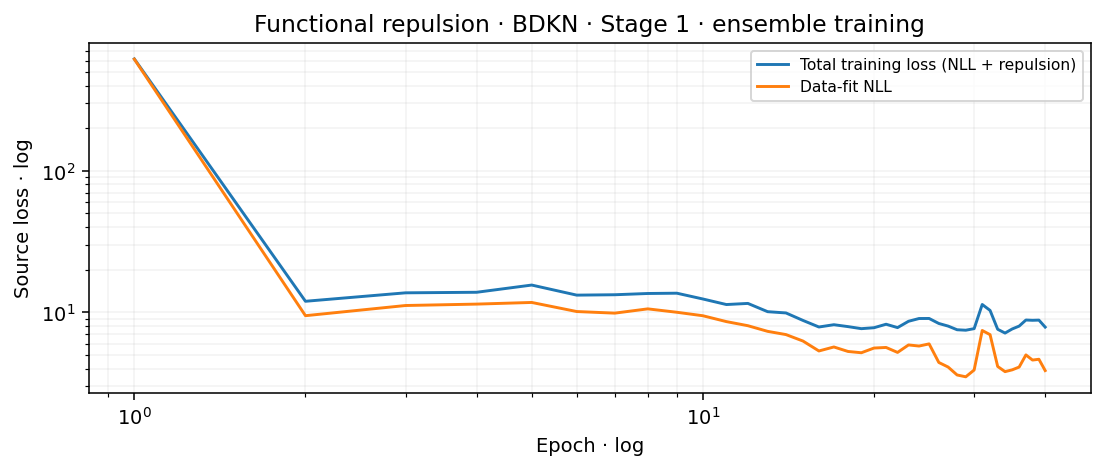 Functional repulsion · BDKN · Stage 1 · ensemble training
Total training loss (NLL + repulsion)
Data-fit NLL
Source loss · log
10²
10¹
10⁰
10¹
Epoch · log